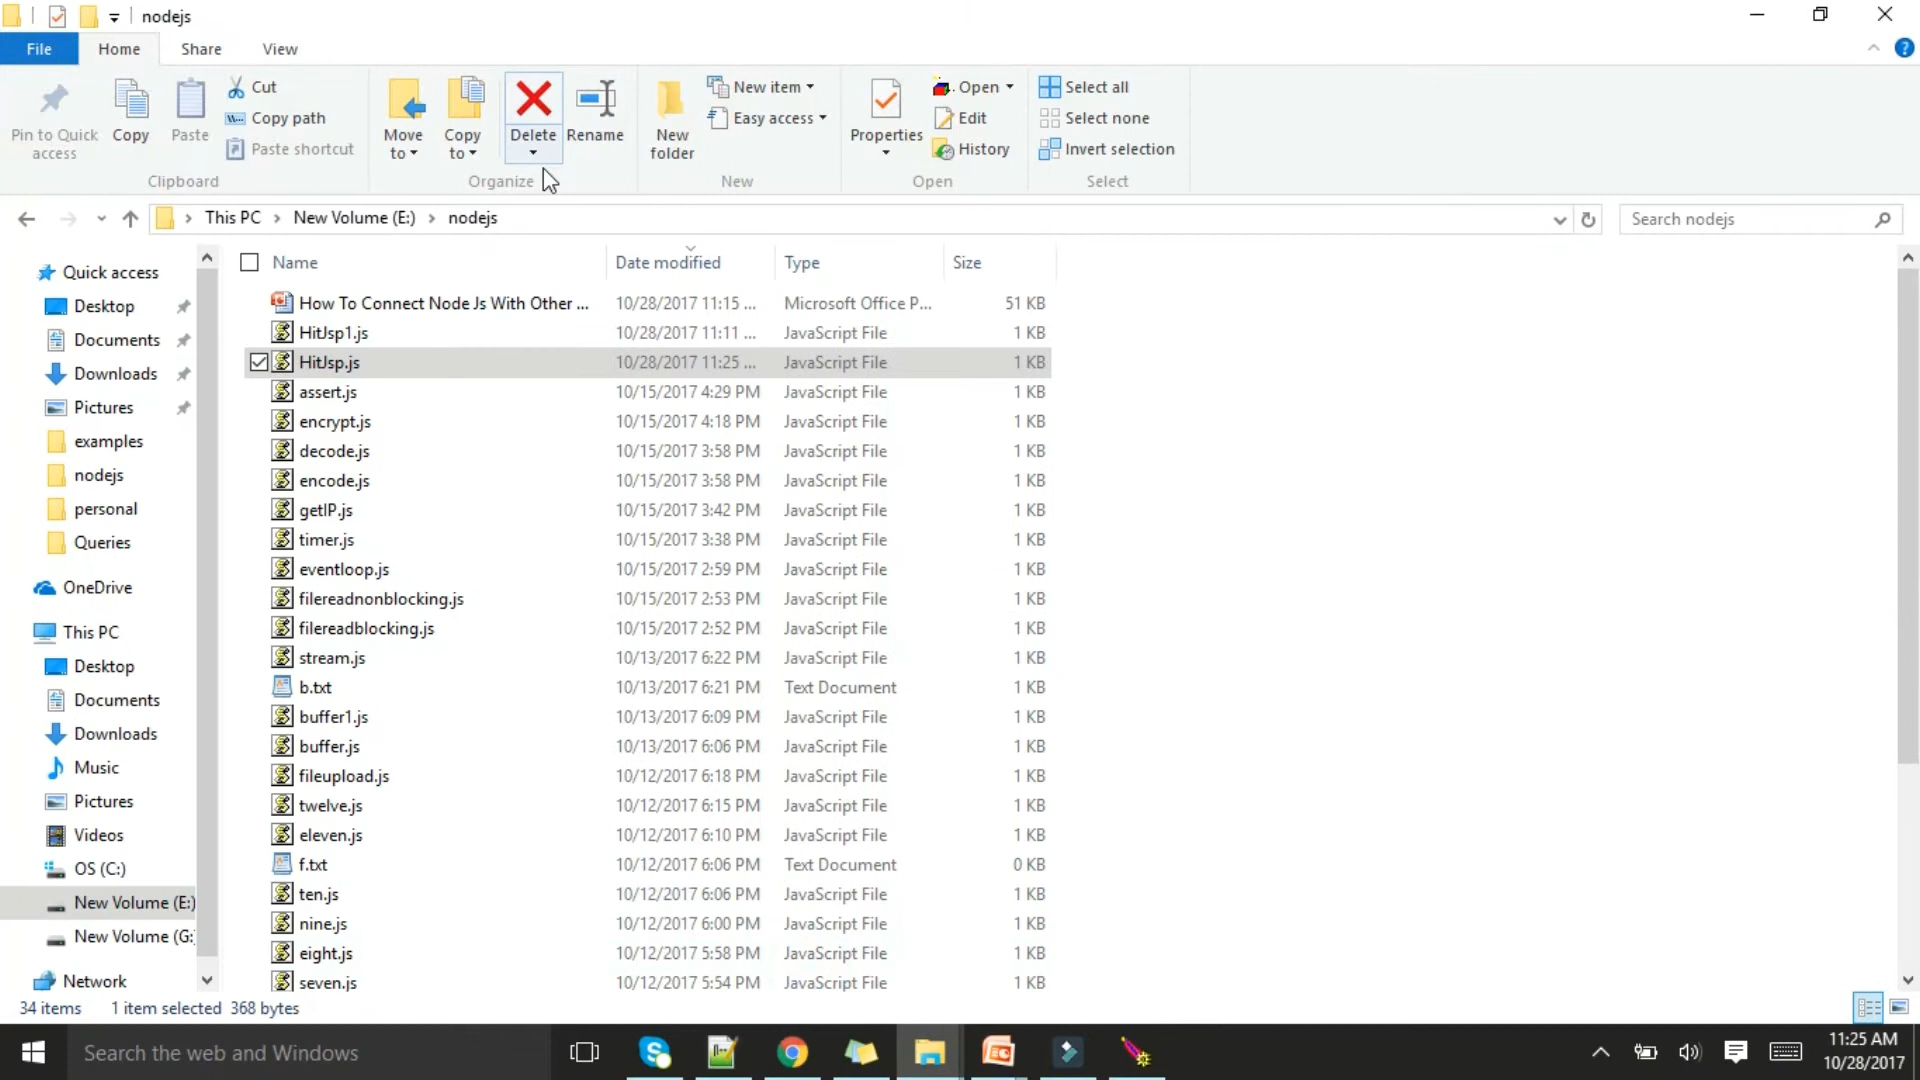 nodejs
File Home Share View
Pin to Quick access
Copy
Paste
Cut
Copy path
Paste shortcut
Clipboard
Move to
Copy to
Delete
Rename
Organize
New folder
New item
Easy access
New
Properties
Open
Edit
History
Open
Select all
Select none
Invert selection
Select
This PC New Volume (E:) nodejs
Search nodejs
Quick access
Desktop
Documents
Downloads
Pictures
examples
nodejs
personal
Queries
OneDrive
This PC
Desktop
Documents
Downloads
Music
Pictures
Videos
OS (C:)
New Volume (E:)
New Volume (G:
Network
Name Date modified Type Size
How To Connect Node Js With Other ... 10/28/2017 11:15 ... Microsoft Office P... 51 KB
HitJsp1.js 10/28/2017 11:11 ... JavaScript File 1 KB
HitJsp.js 10/28/2017 11:25 ... JavaScript File 1 KB
assert.js 10/15/2017 4:29 PM JavaScript File 1 KB
encrypt.js 10/15/2017 4:18 PM JavaScript File 1 KB
decode.js 10/15/2017 3:58 PM JavaScript File 1 KB
encode.js 10/15/2017 3:58 PM JavaScript File 1 KB
getIP.js 10/15/2017 3:42 PM JavaScript File 1 KB
timer.js 10/15/2017 3:38 PM JavaScript File 1 KB
eventloop.js 10/15/2017 2:59 PM JavaScript File 1 KB
filereadnonblocking.js 10/15/2017 2:53 PM JavaScript File 1 KB
filereadblocking.js 10/15/2017 2:52 PM JavaScript File 1 KB
stream.js 10/13/2017 6:22 PM JavaScript File 1 KB
b.txt 10/13/2017 6:21 PM Text Document 1 KB
buffer1.js 10/13/2017 6:09 PM JavaScript File 1 KB
buffer.js 10/13/2017 6:06 PM JavaScript File 1 KB
fileupload.js 10/12/2017 6:18 PM JavaScript File 1 KB
twelve.js 10/12/2017 6:15 PM JavaScript File 1 KB
eleven.js 10/12/2017 6:10 PM JavaScript File 1 KB
f.txt 10/12/2017 6:06 PM Text Document 0 KB
ten.js 10/12/2017 6:06 PM JavaScript File 1 KB
nine.js 10/12/2017 6:00 PM JavaScript File 1 KB
eight.js 10/12/2017 5:58 PM JavaScript File 1 KB
seven.js 10/12/2017 5:54 PM JavaScript File 1 KB
34 items 1 item selected 368 bytes
Search the web and Windows
11:25 AM
10/28/2017